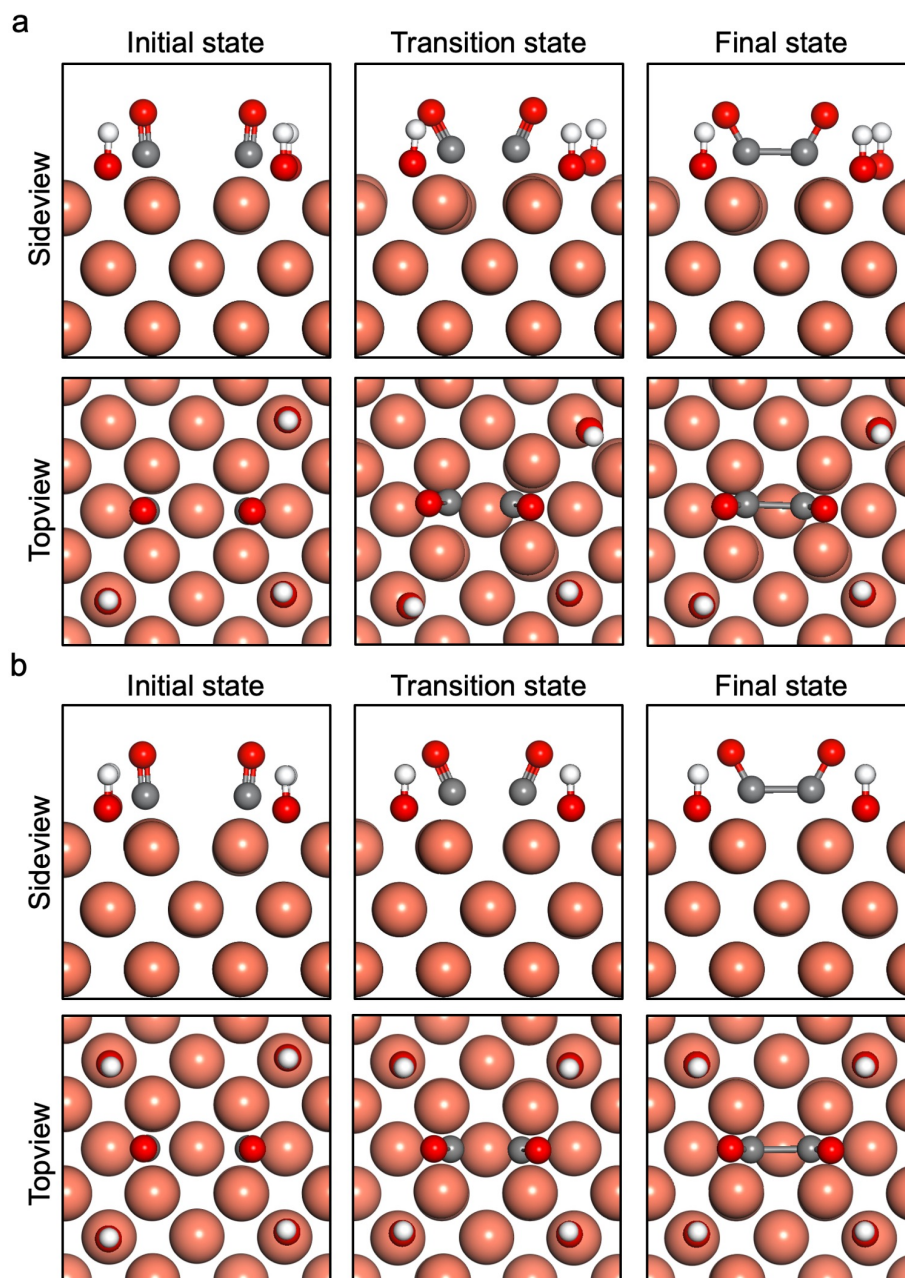 a
Initial state
Transition state
Final state
Sideview
Topview
b
Initial state
Transition state
Final state
Sideview
Topview